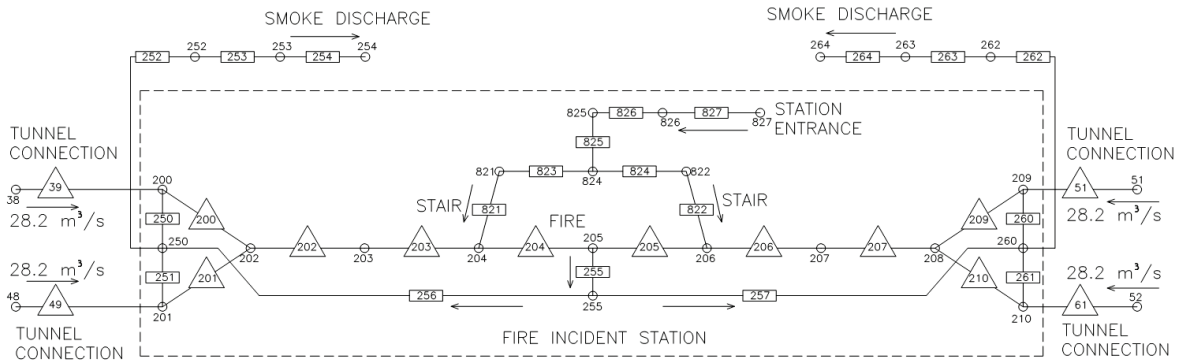 SMOKE DISCHARGE
SMOKE DISCHARGE
252 253 254
264 263 262
252 253 254
264 263 262
825 826 827
STATION
826 827
ENTRANCE
TUNNEL
CONNECTION
825
TUNNEL
CONNECTION
821 823 824 822
824
39 200
209 51 51
38
28.2 m³/s
250 200
STAIR 821
822 STAIR
209 260
28.2 m³/s
FIRE
28.2 m³/s
250 202 203 204 205 205 206 207 260
28.2 m³/s
202 203 204 206 207 208
251 201
255
210 261
48 49
256 257
61 52
201
255
210
TUNNEL
CONNECTION
FIRE INCIDENT STATION
TUNNEL
CONNECTION